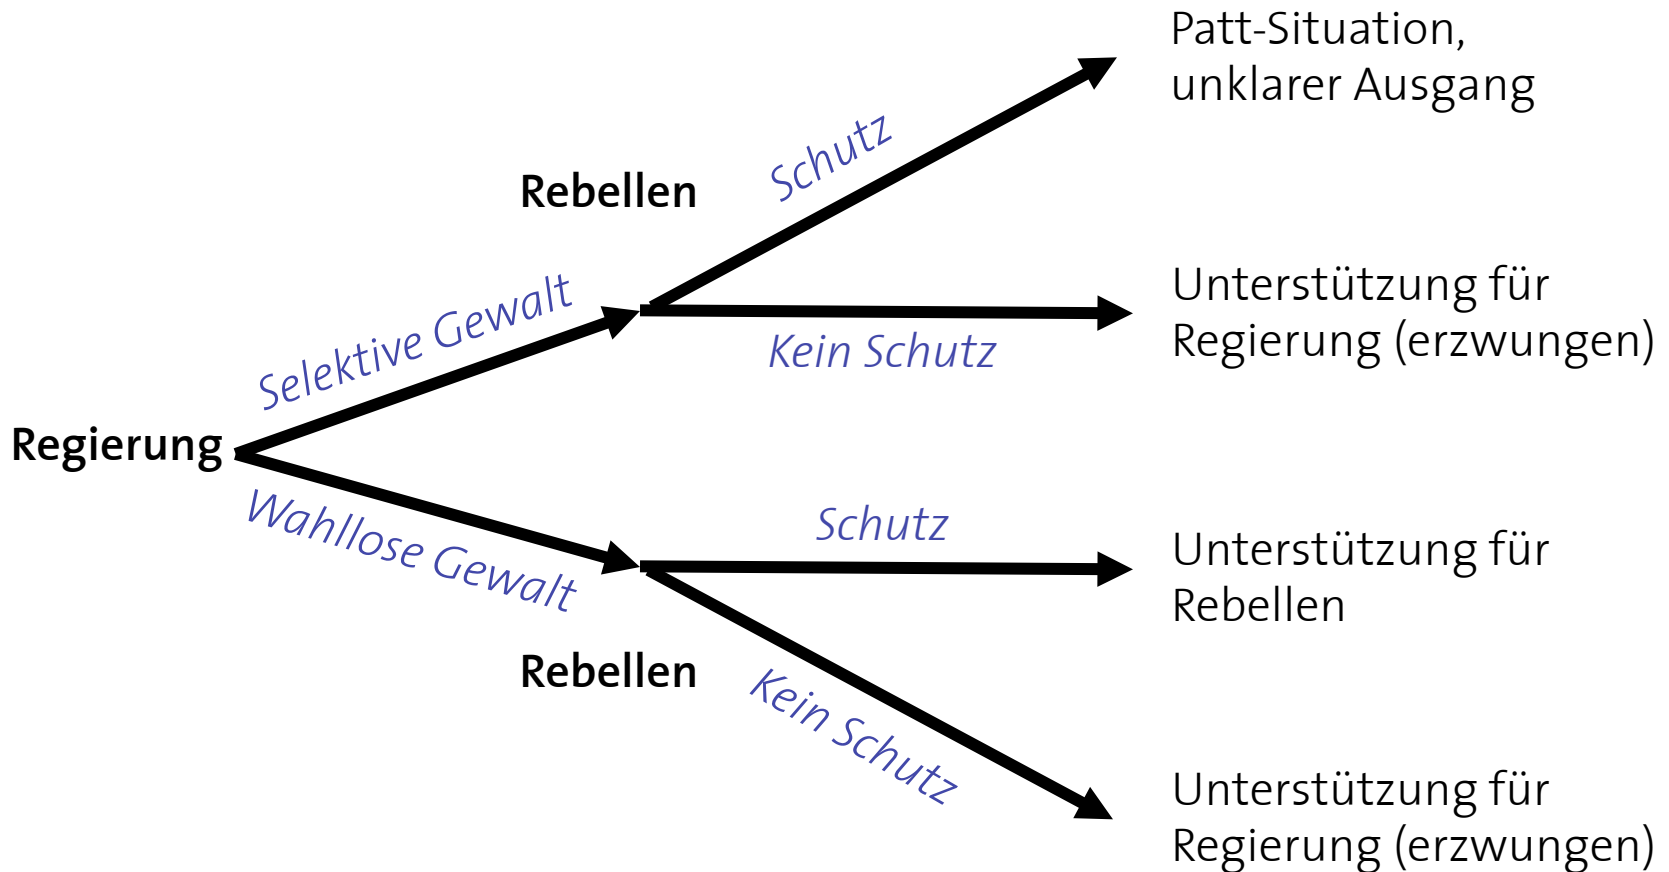 Patt-Situation,
unklarer Ausgang
Schutz
Rebellen
Unterstützung für
Regierung (erzwungen)
Selektive Gewalt
Kein Schutz
Regierung
Wahllose Gewalt
Schutz
Unterstützung für
Rebellen
Rebellen
Kein Schutz
Unterstützung für
Regierung (erzwungen)